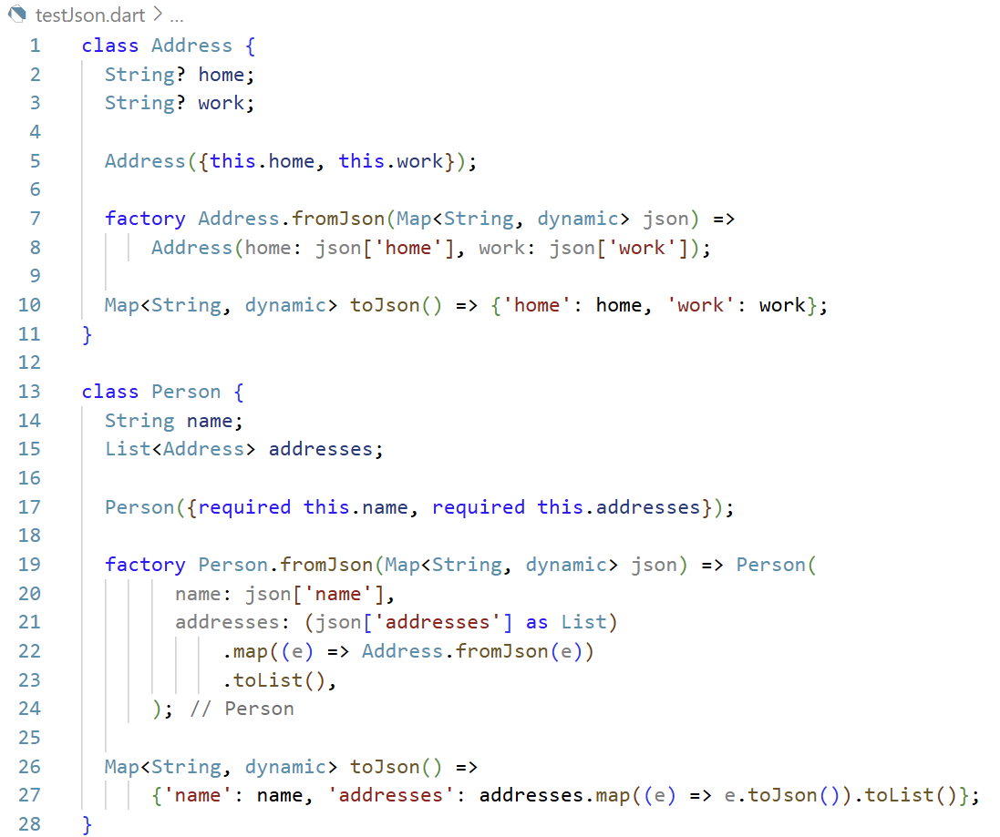 testJson.dart > ...
1 class Address {
2   String? home;
3   String? work;
4
5   Address({this.home, this.work});
6
7   factory Address.fromJson(Map<String, dynamic> json) =>
8       Address(home: json['home'], work: json['work']);
9
10   Map<String, dynamic> toJson() => {'home': home, 'work': work};
11 }
12
13 class Person {
14   String name;
15   List<Address> addresses;
16
17   Person({required this.name, required this.addresses});
18
19   factory Person.fromJson(Map<String, dynamic> json) => Person(
20         name: json['name'],
21         addresses: (json['addresses'] as List)
22             .map((e) => Address.fromJson(e))
23             .toList(),
24       ); // Person
25
26   Map<String, dynamic> toJson() =>
27       {'name': name, 'addresses': addresses.map((e) => e.toJson()).toList()};
28 }